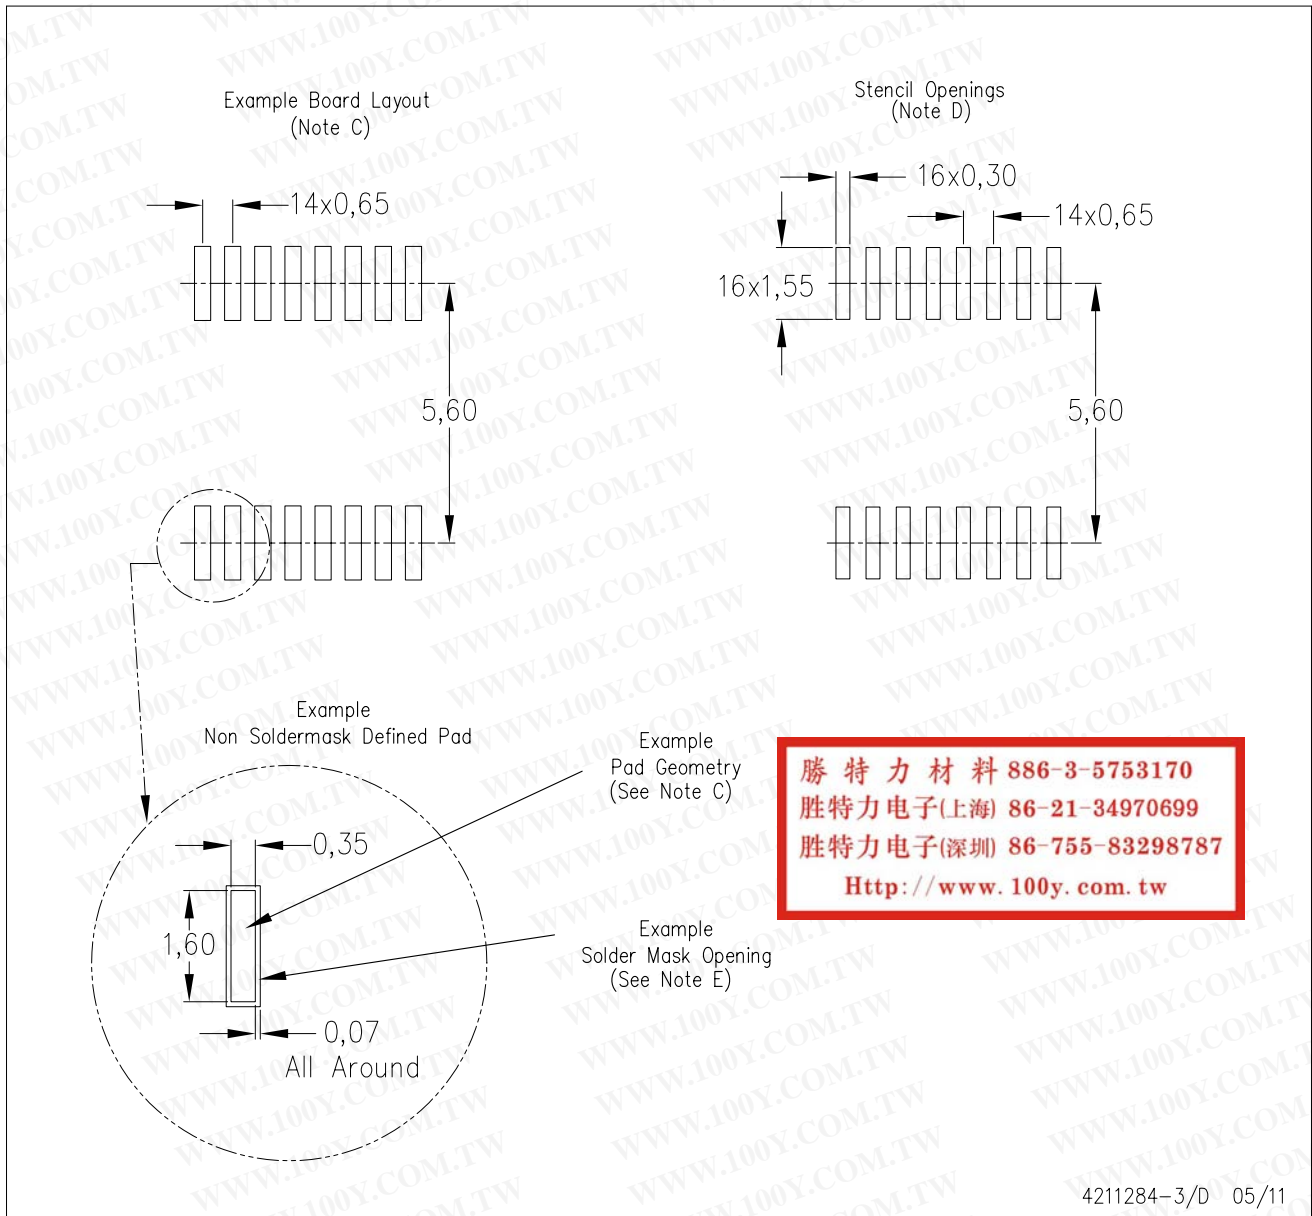 Example Board Layout
(Note C)
14x0,65
5,60
Stencil Openings
(Note D)
16x0,30
14x0,65
16x1,55
5,60
Example
Non Soldermask Defined Pad
0,35
1,60
0,07
All Around
Example
Pad Geometry
(See Note C)
Example
Solder Mask Opening
(See Note E)
勝特力材料 886-3-5753170
胜特力电子(上海) 86-21-34970699
胜特力电子(深圳) 86-755-83298787
Http://www.100y.com.tw
4211284-3/D 05/11
WWW.100Y.COM.TW